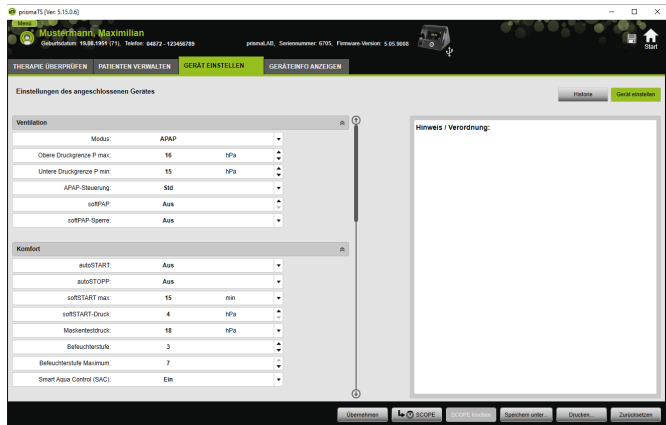 prismaTS [Ver. 5.15.0.6]
Menü
Mustermann, Maximilian
Geburtsdatum: 19.08.1951 (71), Telefon: 04872 - 123456789
prismaLAB, Seriennummer: 6705, Firmware-Version: 5.05.9066
Start
THERAPIE ÜBERPRÜFEN PATIENTEN VERWALTEN GERÄT EINSTELLEN GERÄTEINFO ANZEIGEN
Einstellungen des angeschlossenen Gerätes
Historie Gerät einstellen
Ventilation
Modus: APAP
Obere Druckgrenze P max: 16 hPa
Untere Druckgrenze P min: 15 hPa
APAP-Steuerung: Std
softPAP: Aus
softPAP-Sperre: Aus
Komfort
autoSTART: Aus
autoSTOPP: Aus
softSTART max: 15 min
softSTART-Druck: 4 hPa
Maskentestdruck: 18 hPa
Befeuchterstufe: 3
Befeuchterstufe Maximum: 7
Smart Aqua Control (SAC): Ein
Hinweis / Verordnung:
Übernehmen SCOPE SCOPE Speichern unter... Drucken... Zurücksetzen